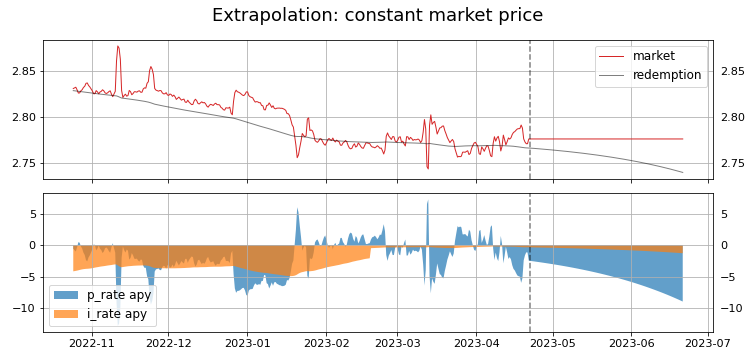 Extrapolation: constant market price
2.85 2.85
2.80 2.80
2.75 2.75
market
redemption
5 5
0 0
−5 −5
−10 −10
p_rate apy
i_rate apy
2022-11 2022-12 2023-01 2023-02 2023-03 2023-04 2023-05 2023-06 2023-07